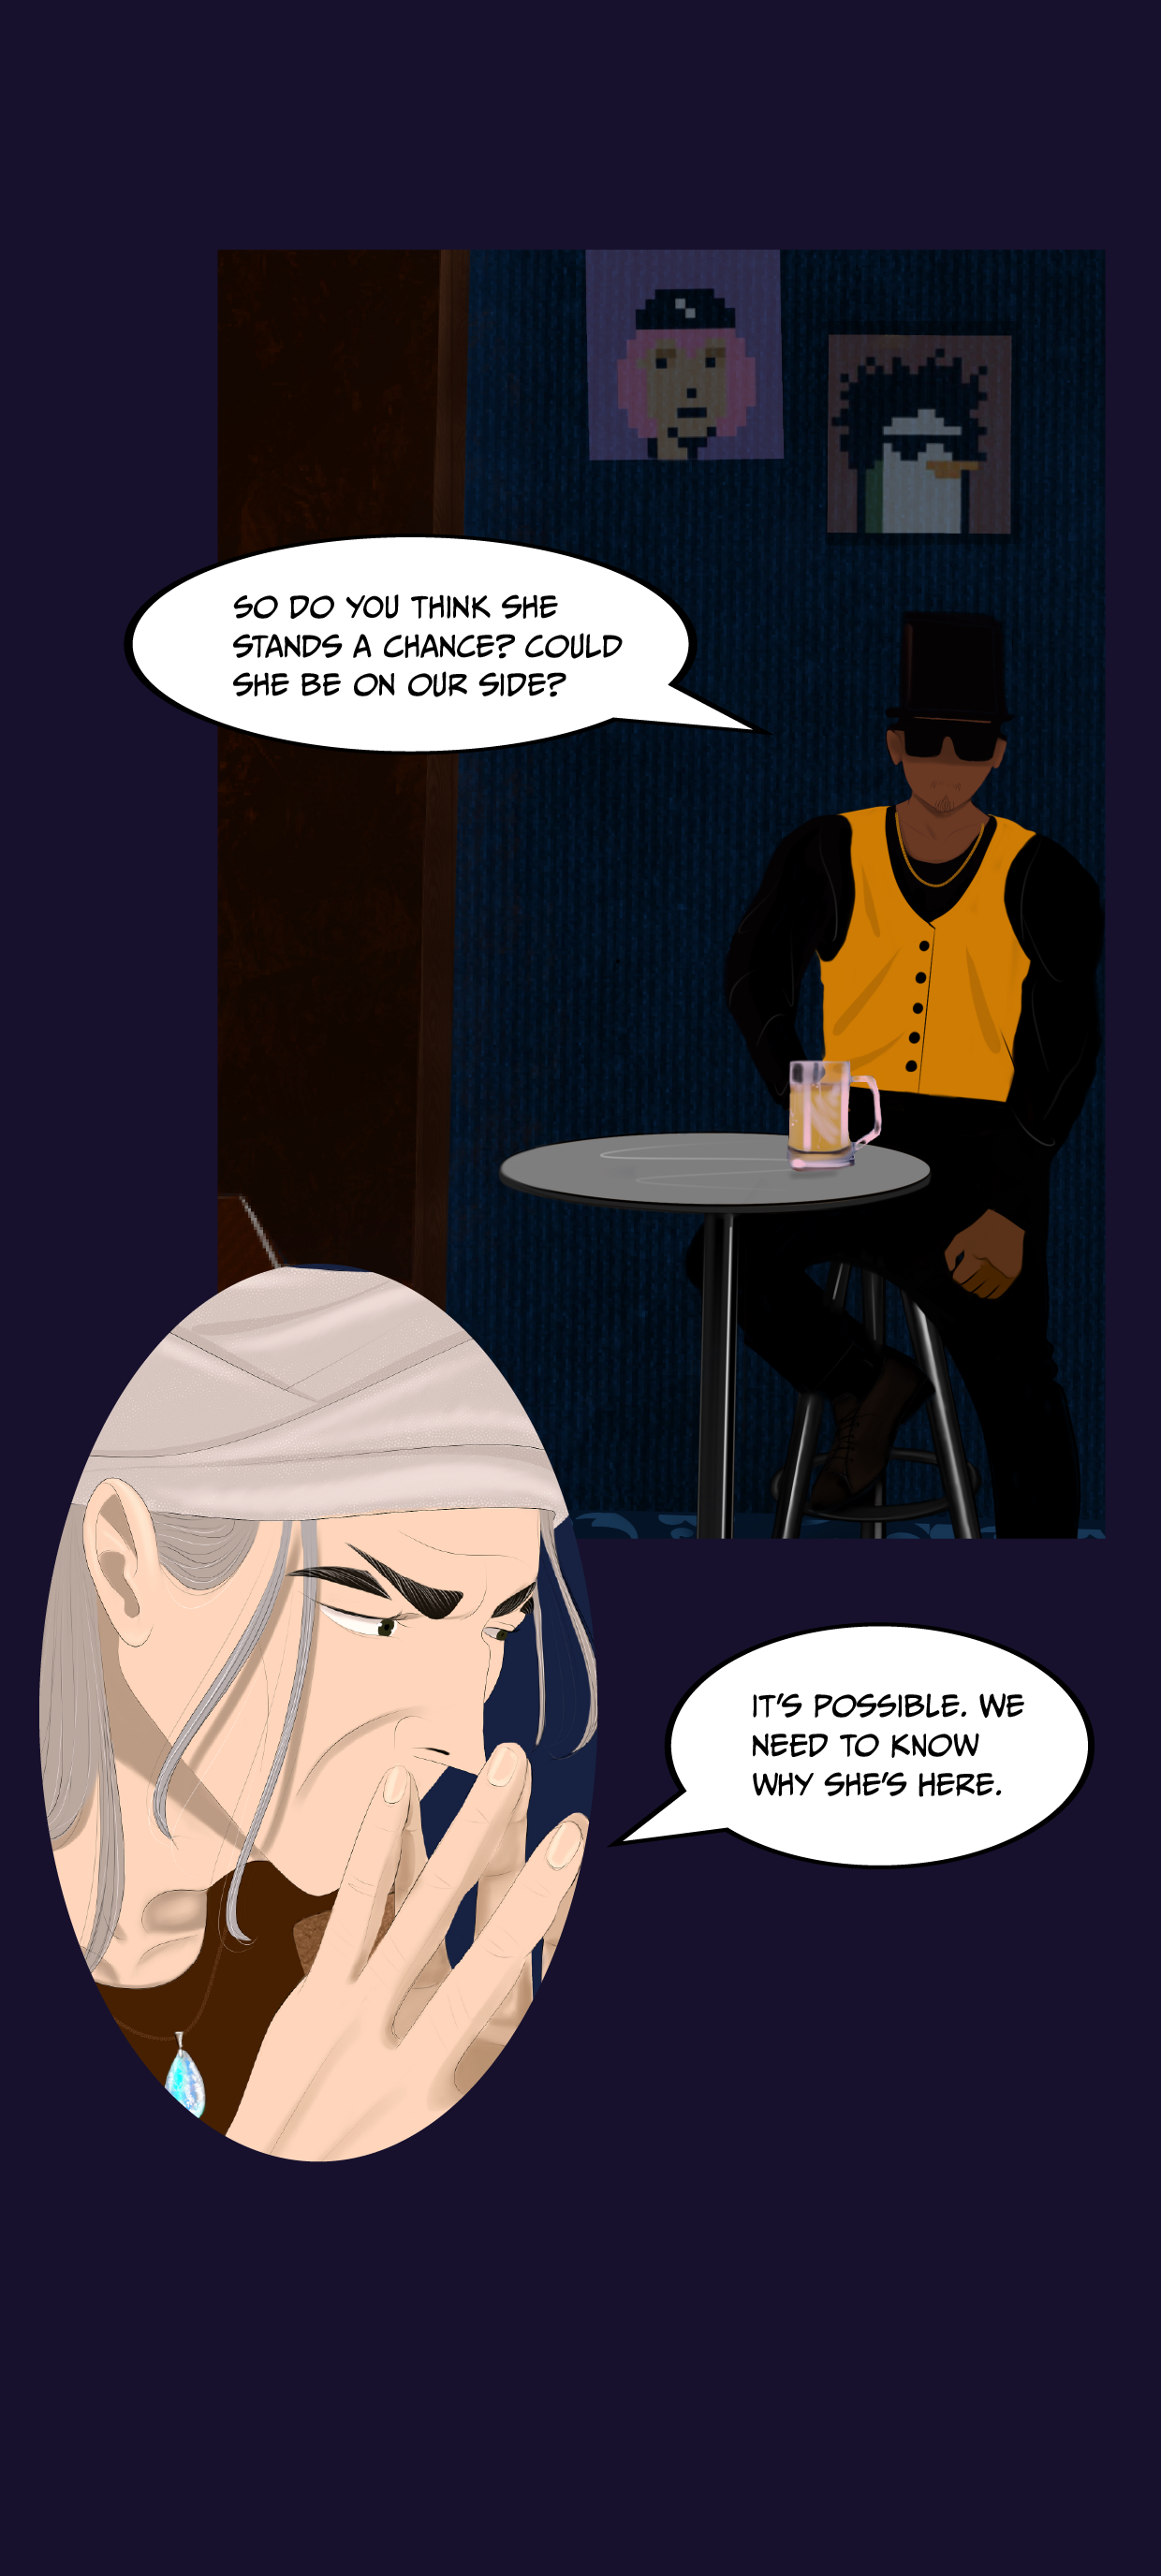 SO DO YOU THINK SHE
STANDS A CHANCE? COULD
SHE BE ON OUR SIDE?
IT'S POSSIBLE. WE
NEED TO KNOW
WHY SHE'S HERE.